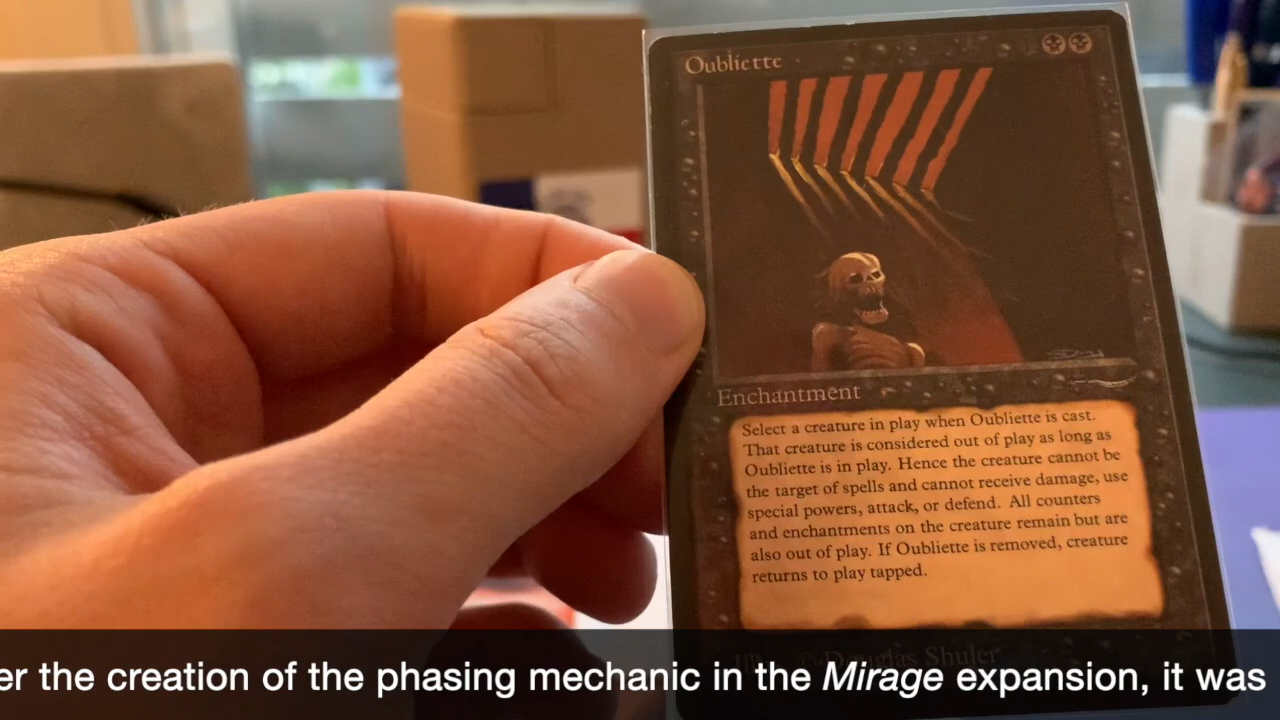 Oubliette
1
Enchantment
Select a creature in play when Oubliette is cast.
That creature is considered out of play as long as
Oubliette is in play. Hence the creature cannot be
the target of spells and cannot receive damage, use
special powers, attack, or defend. All counters
and enchantments on the creature remain but are
also out of play. If Oubliette is removed, creature
returns to play tapped.
Illus. © Douglas Shuler
er the creation of the phasing mechanic in the Mirage expansion, it was